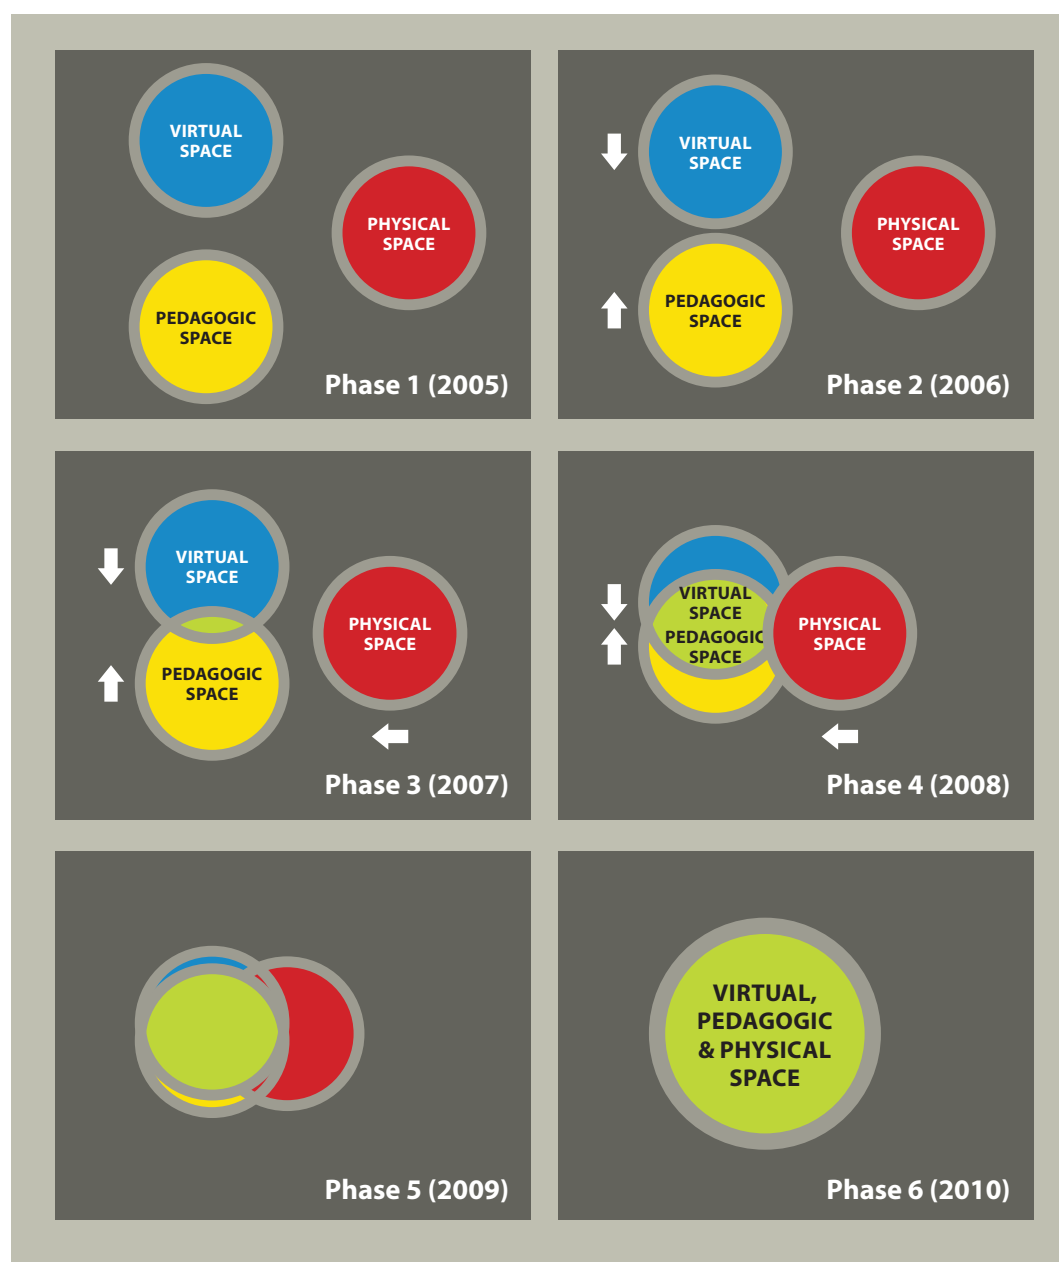 VIRTUAL
SPACE
PHYSICAL
SPACE
PEDAGOGIC
SPACE
Phase 1 (2005)
VIRTUAL
SPACE
PHYSICAL
SPACE
PEDAGOGIC
SPACE
Phase 2 (2006)
VIRTUAL
SPACE
PHYSICAL
SPACE
PEDAGOGIC
SPACE
Phase 3 (2007)
VIRTUAL
SPACE
PEDAGOGIC
SPACE
PHYSICAL
SPACE
Phase 4 (2008)
Phase 5 (2009)
VIRTUAL,
PEDAGOGIC
& PHYSICAL
SPACE
Phase 6 (2010)